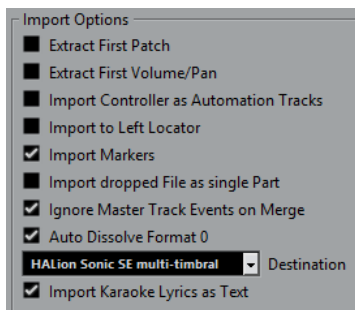 Import Options
Extract First Patch
Extract First Volume/Pan
Import Controller as Automation Tracks
Import to Left Locator
Import Markers
Import dropped File as single Part
Ignore Master Track Events on Merge
Auto Dissolve Format 0
HALion Sonic SE multi-timbral Destination
Import Karaoke Lyrics as Text